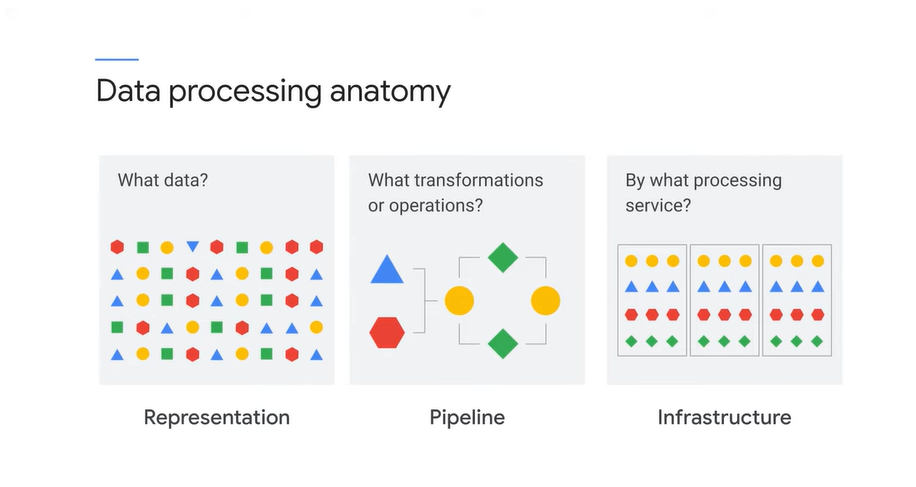 Data processing anatomy
What data?
What transformations
or operations?
By what processing
service?
Representation
Pipeline
Infrastructure